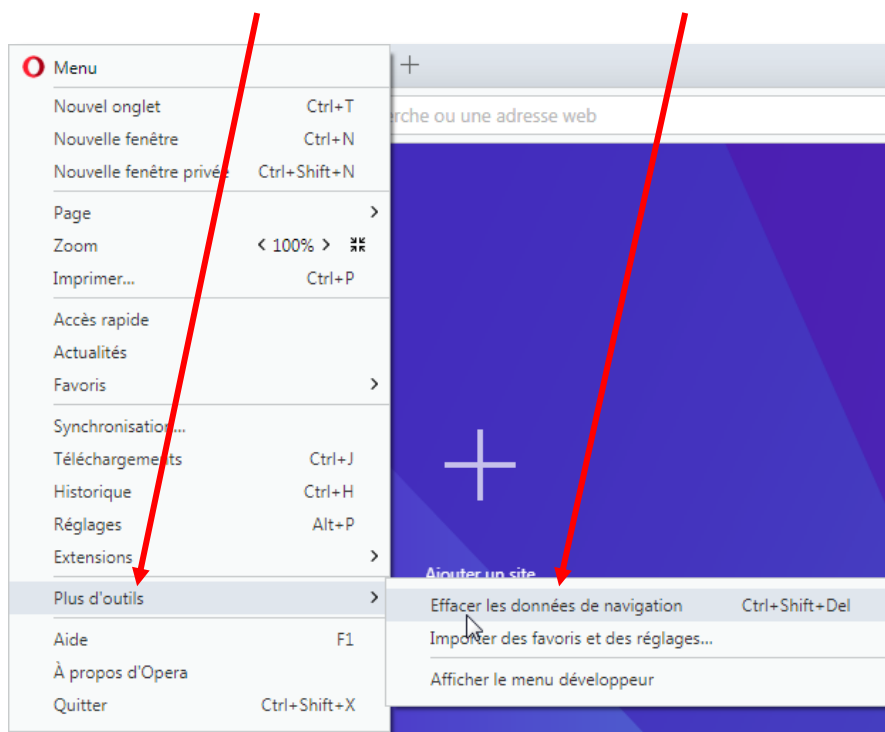 Menu
Nouvel onglet Ctrl+T
rche ou une adresse web
Nouvelle fenêtre Ctrl+N
Nouvelle fenêtre privée Ctrl+Shift+N
Page
Zoom < 100% >
Imprimer... Ctrl+P
Accès rapide
Actualités
Favoris
Synchronisation...
Téléchargements Ctrl+J
Historique Ctrl+H
Réglages Alt+P
Extensions
Ajouter un site
Plus d'outils
Effacer les données de navigation Ctrl+Shift+Del
Importer des favoris et des réglages...
Afficher le menu développeur
Aide F1
À propos d'Opera
Quitter Ctrl+Shift+X